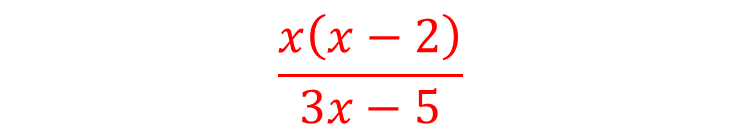 x(x − 2)
3x − 5